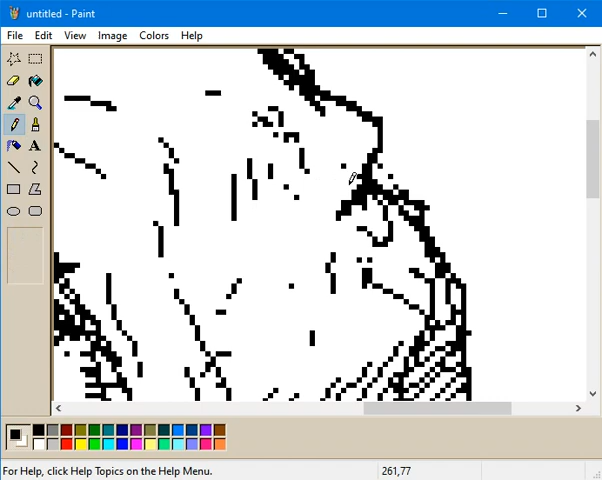 untitled - Paint
File Edit View Image Colors Help
A
For Help, click Help Topics on the Help Menu. 261,77